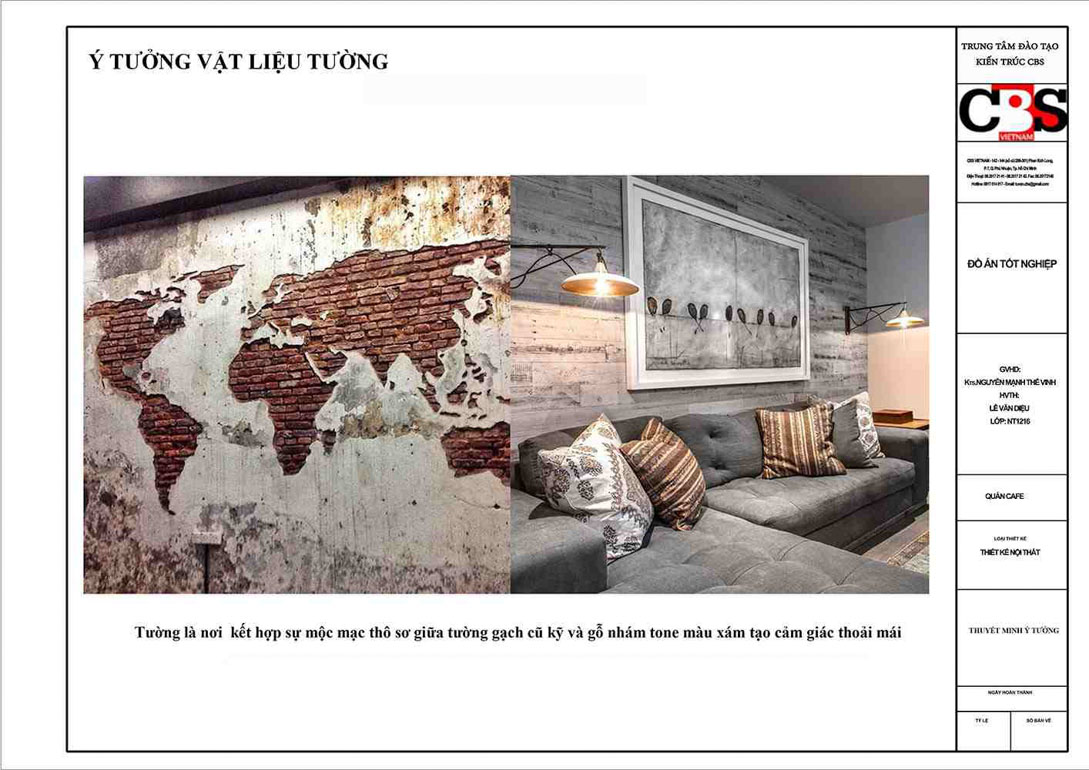 Ý TƯỞNG VẬT LIỆU TƯỜNG
Tường là nơi kết hợp sự mộc mạc thô sơ giữa tường gạch cũ kỹ và gỗ nhám tone màu xám tạo cảm giác thoải mái
TRUNG TÂM ĐÀO TẠO
KIẾN TRÚC CBS
CBS
VIETNAM
ĐỒ ÁN TỐT NGHIỆP
GVHD:
KTS.NGUYỄN MẠNH THẾ VINH
HVTH:
LÊ VĂN DIỆU
LỚP: NT1216
QUÁN CAFE
LOẠI THIẾT KẾ
THIẾT KẾ NỘI THẤT
THUYẾT MINH Ý TƯỞNG
NGÀY HOÀN THÀNH
TỶ LỆ
SỐ BẢN VẼ